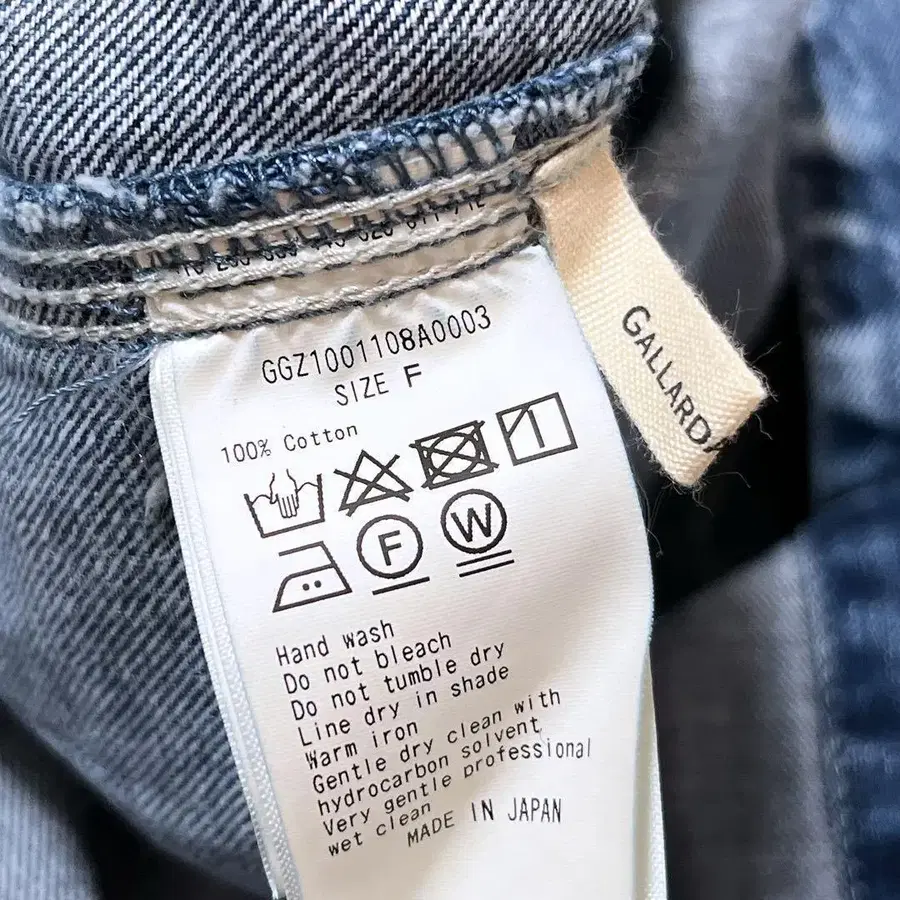 GGZ1001108A0003
SIZE F
100% Cotton
F
W
Hand wash
Do not bleach
Do not tumble dry
Line dry in shade
Warm iron
Gentle dry clean with
hydrocarbon solvent
Very gentle professional
wet clean
MADE IN JAPAN